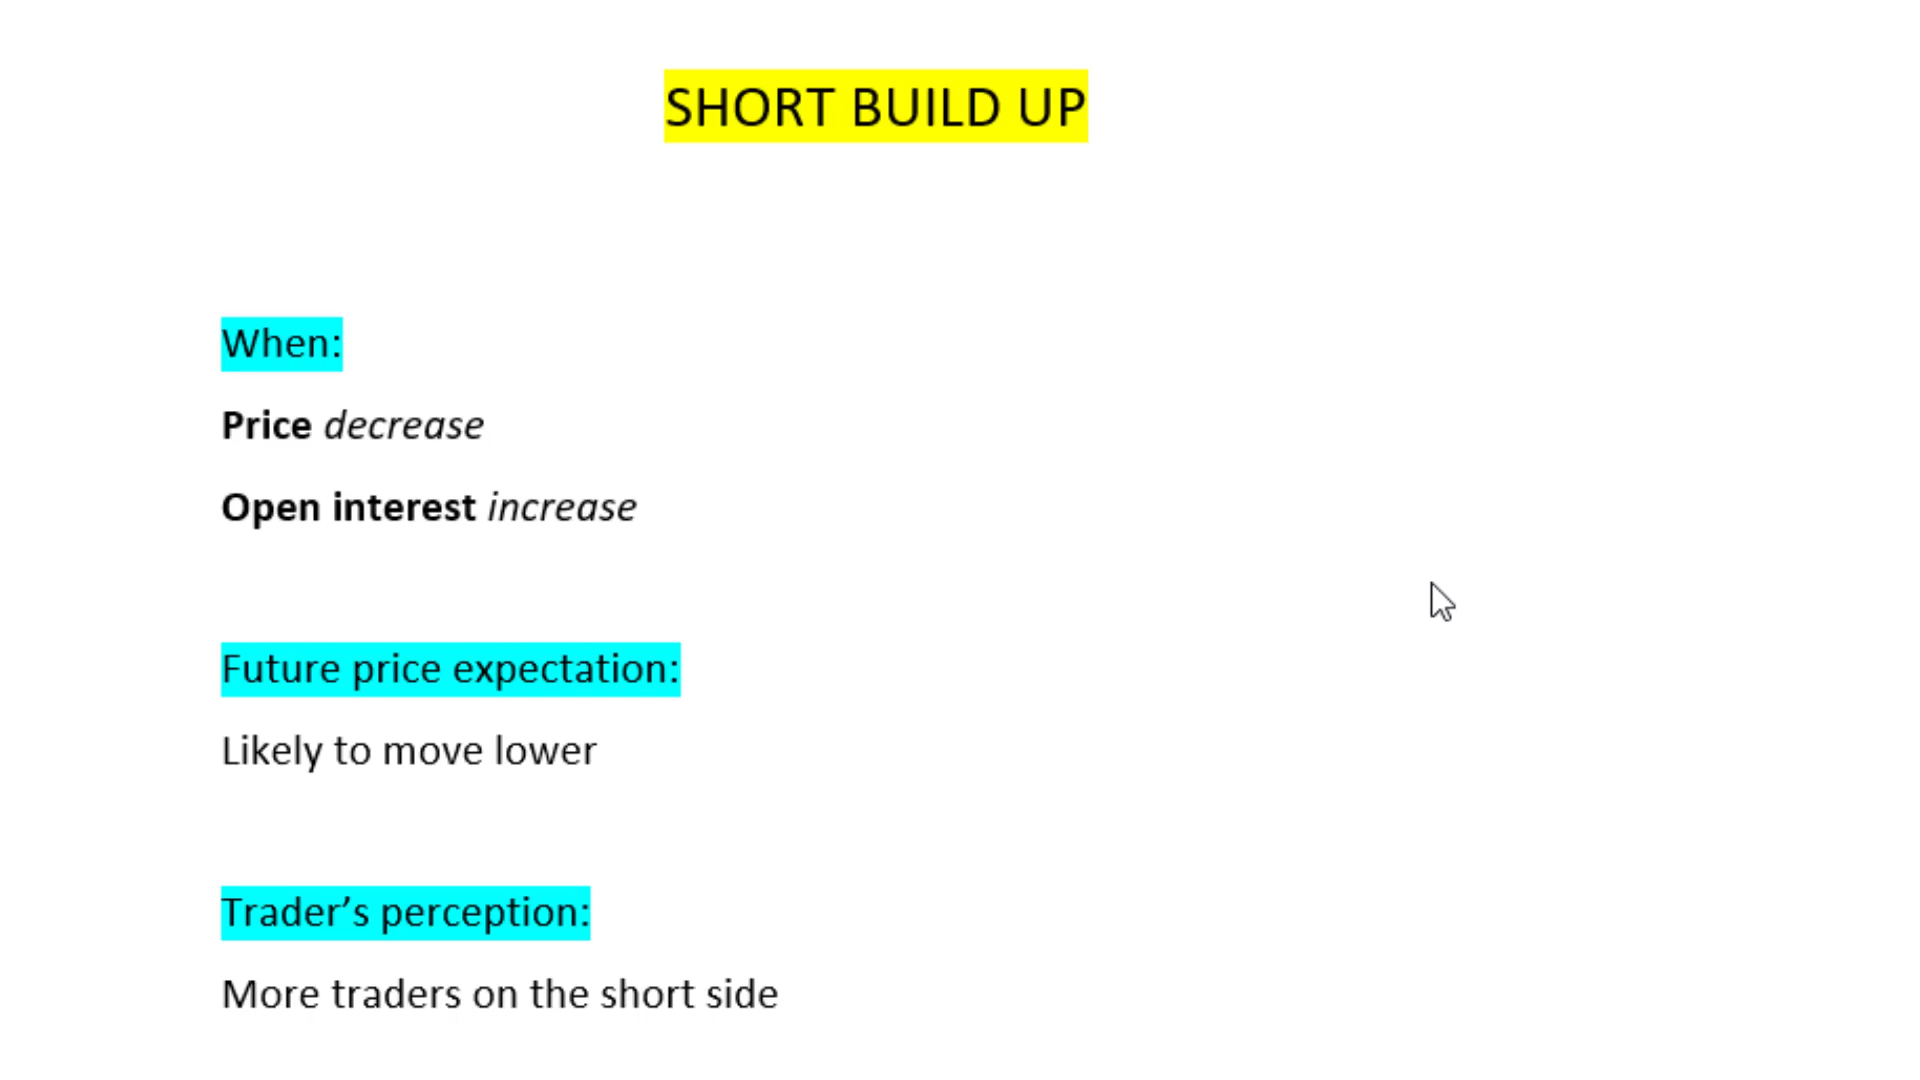 SHORT BUILD UP
When:
Price decrease
Open interest increase
Future price expectation:
Likely to move lower
Trader’s perception:
More traders on the short side